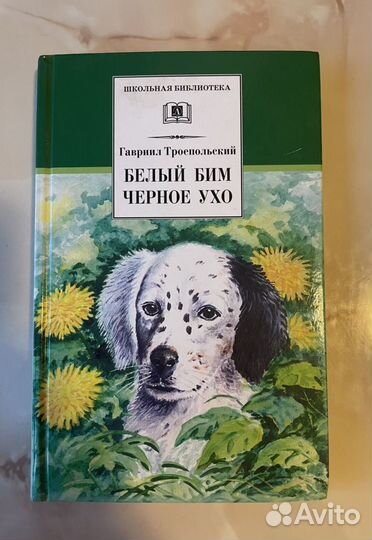 ШКОЛЬНАЯ БИБЛИОТЕКА
Гавриил Троепольский
БЕЛЫЙ БИМ
ЧЕРНОЕ УХО
Avito